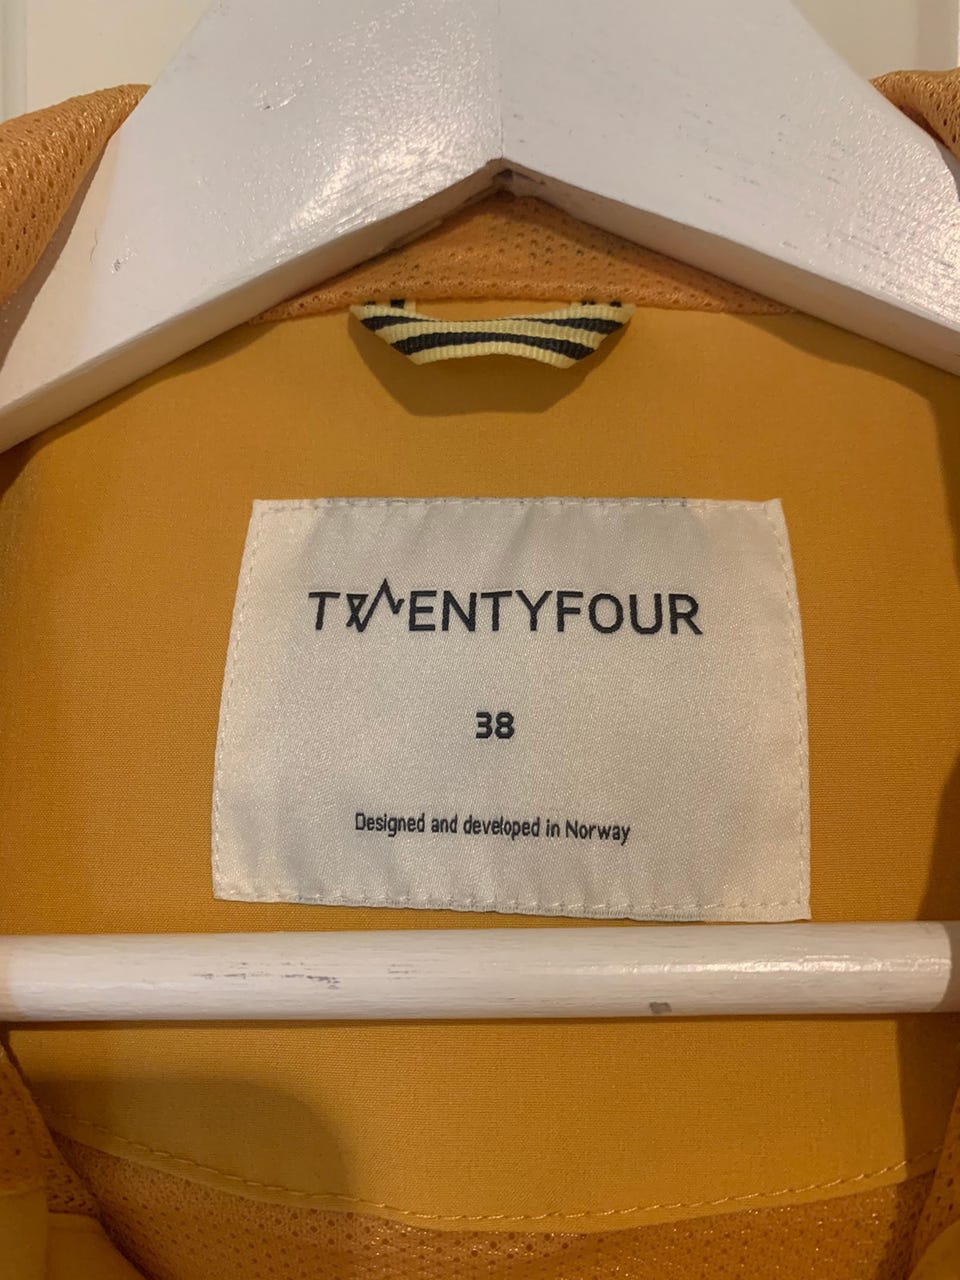 TWENTYFOUR
38
Designed and developed in Norway